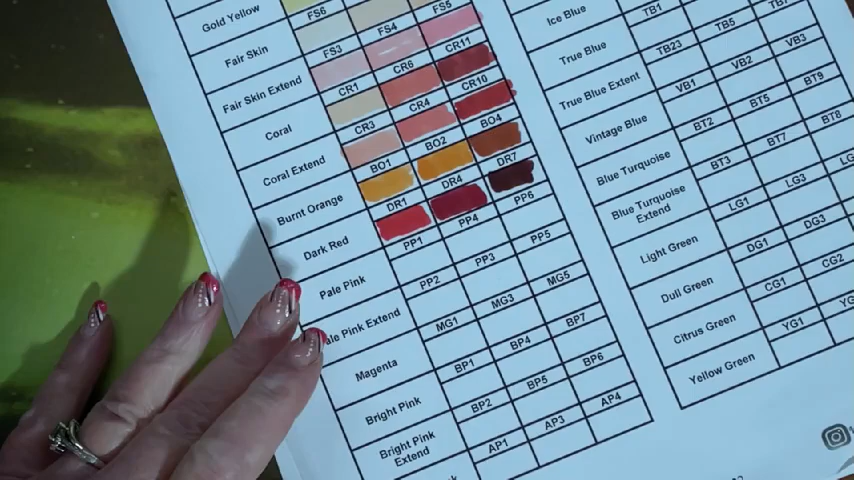 Gold Yellow
FS6 FS4 FS5
Fair Skin
FS3 CR6 CR11
Fair Skin Extend
CR1 CR4 CR10
Coral
CR3 BO2 BO4
Coral Extend
BO1 DR4 DR7
Burnt Orange
DR1 PP4 PP6
Dark Red
PP1 PP3 PP5
Pale Pink
PP2 MG3 MG5
ale Pink Extend
MG1 BP4 BP7
Magenta
BP1 BP5 BP6
Bright Pink
BP2 AP3 AP4
Bright Pink
Extend
AP1
Ice Blue
TB1 TB5
True Blue
TB23 VB2 VB3
True Blue Extent
VB1 BT5 BT9
Vintage Blue
BT2 BT7 BT8
Blue Turquoise
BT3 LG3
Blue Turquoise
Extend
LG1 DG3
Light Green
DG1 CG2
Dull Green
CG1
Citrus Green
YG1
Yellow Green